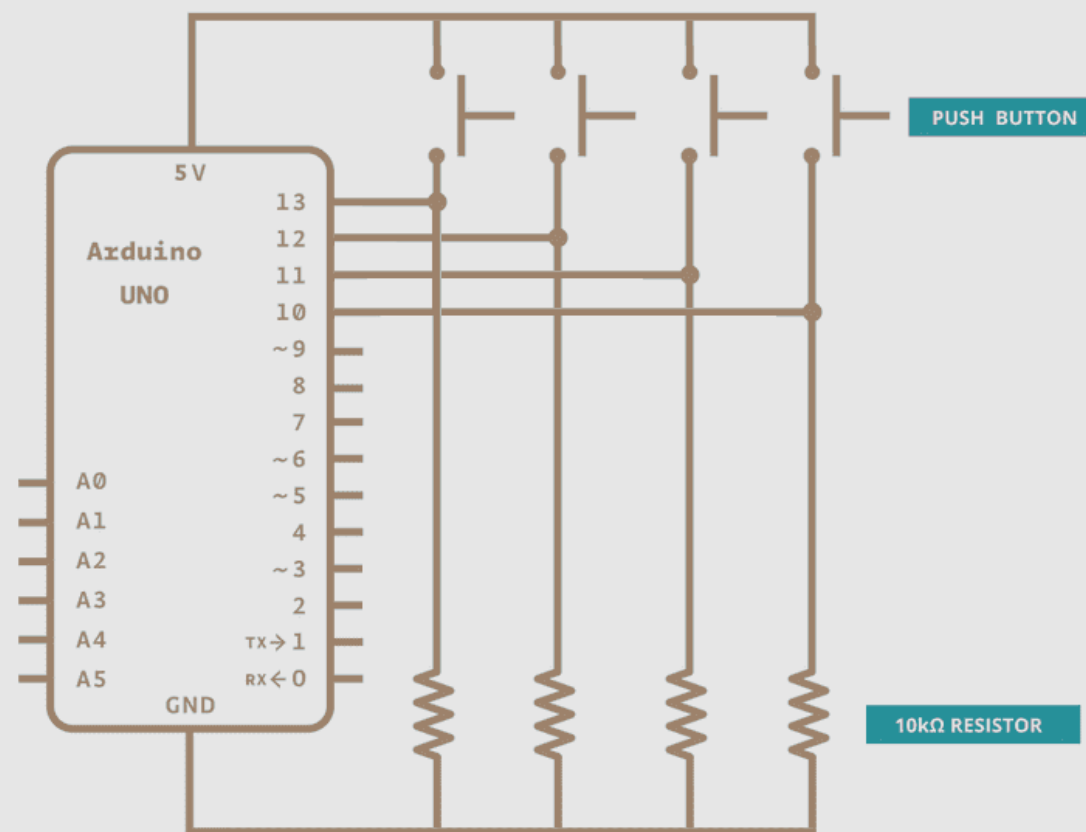 5V
Arduino
UNO
13
12
11
10
~9
8
7
~6
~5
4
~3
2
TX→1
RX←0
A0
A1
A2
A3
A4
A5
GND
PUSH BUTTON
10kΩ RESISTOR